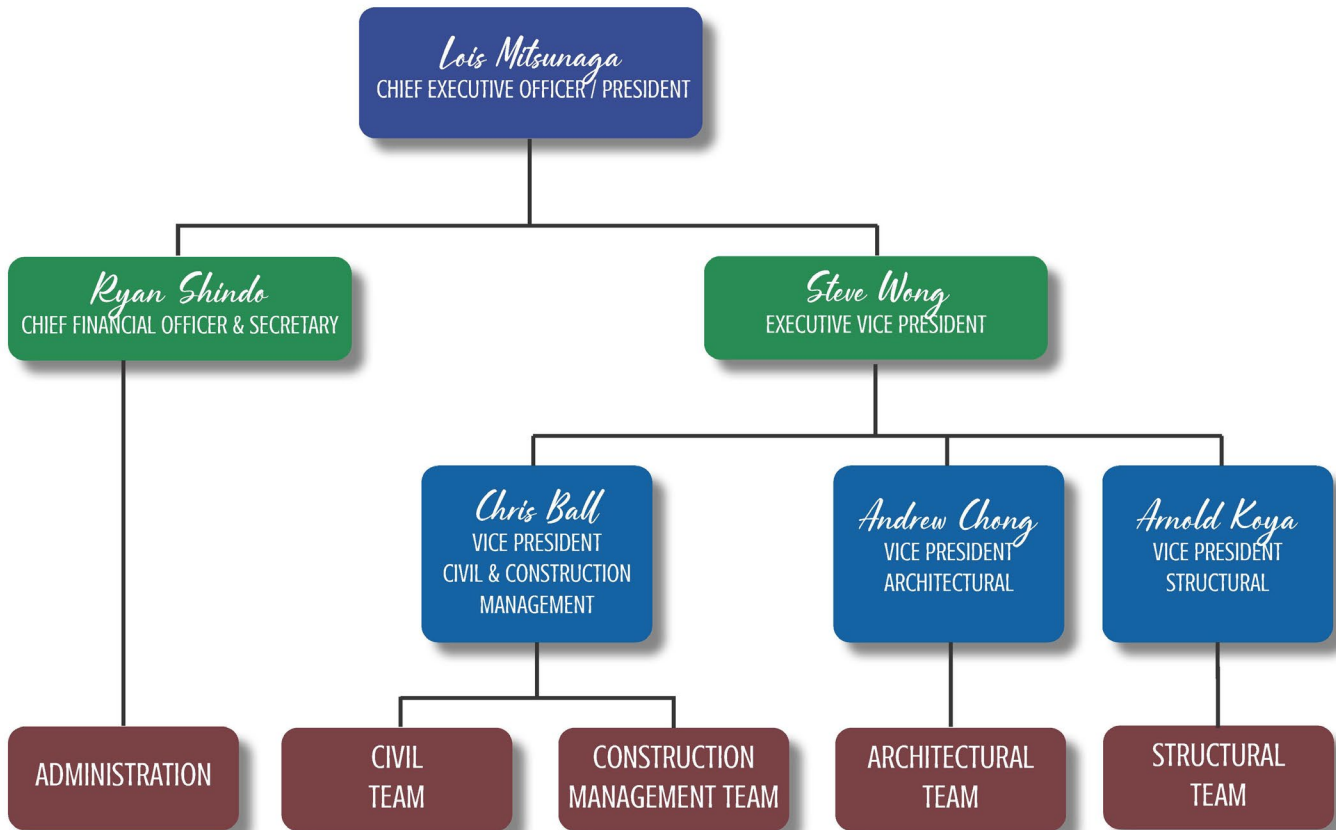 Lois Mitsunaga
CHIEF EXECUTIVE OFFICER / PRESIDENT
Ryan Shindo
CHIEF FINANCIAL OFFICER & SECRETARY
Steve Wong
EXECUTIVE VICE PRESIDENT
Chris Ball
VICE PRESIDENT
CIVIL & CONSTRUCTION
MANAGEMENT
Andrew Chong
VICE PRESIDENT
ARCHITECTURAL
Arnold Koya
VICE PRESIDENT
STRUCTURAL
ADMINISTRATION
CIVIL
TEAM
CONSTRUCTION
MANAGEMENT TEAM
ARCHITECTURAL
TEAM
STRUCTURAL
TEAM